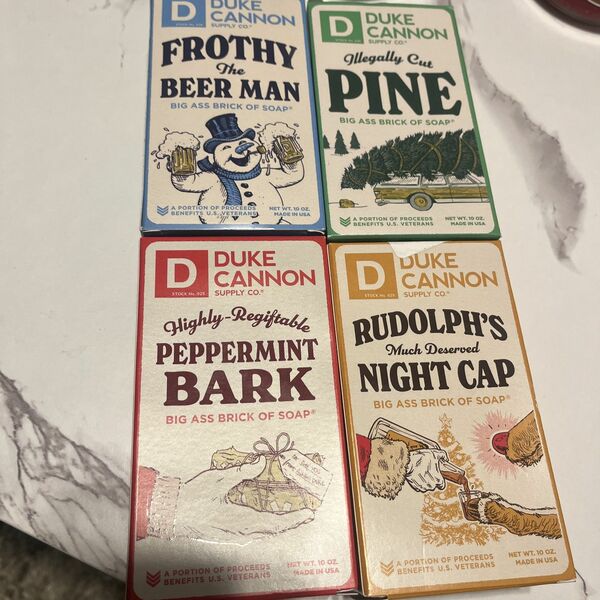 D
DUKE
CANNON
SUPPLY CO.®
FROTHY
The
BEER MAN
BIG ASS BRICK OF SOAP®
A PORTION OF PROCEEDS
BENEFITS U.S. VETERANS
NET WT. 10 OZ.
MADE IN USA
D
DUKE
CANNON
SUPPLY CO.®
Illegally Cut
PINE
BIG ASS BRICK OF SOAP®
A PORTION OF PROCEEDS
BENEFITS U.S. VETERANS
NET WT. 10 OZ.
MADE IN USA
D
STOCK No. 025
DUKE
CANNON
SUPPLY CO.®
Highly-Regiftable
PEPPERMINT
BARK
BIG ASS BRICK OF SOAP®
A PORTION OF PROCEEDS
BENEFITS U.S. VETERANS
NET WT. 10 OZ.
MADE IN USA
D
DUKE
CANNON
SUPPLY CO.®
RUDOLPH'S
Much Deserved
NIGHT CAP
BIG ASS BRICK OF SOAP®
A PORTION OF PROCEEDS
BENEFITS U.S. VETERANS
NET WT. 10 OZ.
MADE IN USA